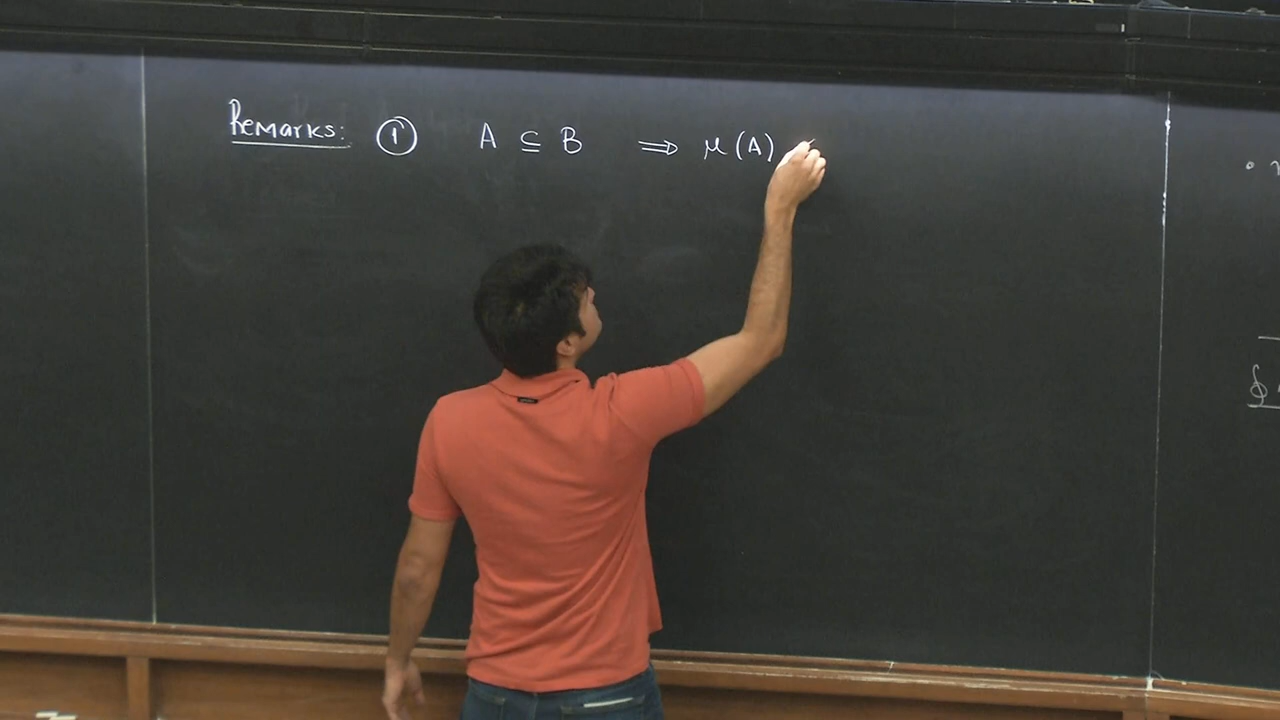 Remarks: ① A ⊆ B ⟹ μ(A)